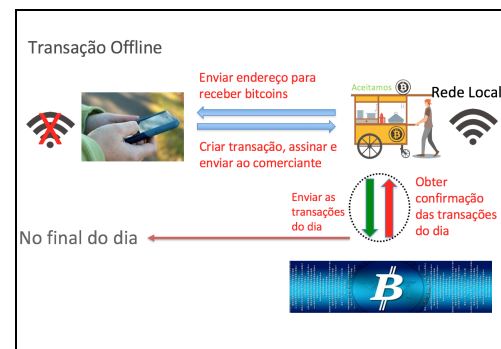 Transação Offline
Enviar endereço para
receber bitcoins
Aceitamos
Rede Local
Criar transação, assinar e
enviar ao comerciante
Enviar as
transações
do dia
Obter
confirmação
das transações
do dia
No final do dia